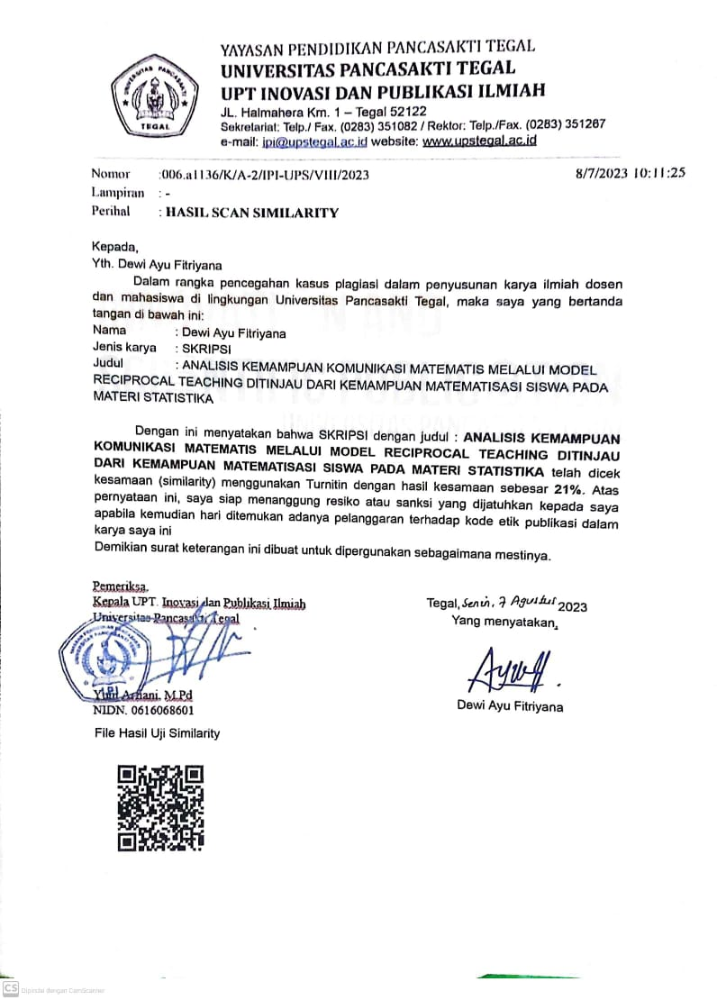 YAYASAN PENDIDIKAN PANCASAKTI TEGAL
UNIVERSITAS PANCASAKTI TEGAL
UPT INOVASI DAN PUBLIKASI ILMIAH
JL. Halmahera Km. 1 – Tegal 52122
Sekretariat: Telp./ Fax. (0283) 351082 / Rektor: Telp./Fax. (0283) 351267
e-mail: ipi@upstegal.ac.id website: www.upstegal.ac.id
UNIVERSITAS PANCASAKTI
TEGAL
Nomor :006.a1136/K/A-2/IPI-UPS/VIII/2023 8/7/2023 10:11:25
Lampiran : -
Perihal : HASIL SCAN SIMILARITY
Kepada,
Yth. Dewi Ayu Fitriyana
Dalam rangka pencegahan kasus plagiasi dalam penyusunan karya ilmiah dosen
dan mahasiswa di lingkungan Universitas Pancasakti Tegal, maka saya yang bertanda
tangan di bawah ini:
Nama : Dewi Ayu Fitriyana
Jenis karya : SKRIPSI
Judul : ANALISIS KEMAMPUAN KOMUNIKASI MATEMATIS MELALUI MODEL
RECIPROCAL TEACHING DITINJAU DARI KEMAMPUAN MATEMATISASI SISWA PADA
MATERI STATISTIKA
Dengan ini menyatakan bahwa SKRIPSI dengan judul : ANALISIS KEMAMPUAN
KOMUNIKASI MATEMATIS MELALUI MODEL RECIPROCAL TEACHING DITINJAU
DARI KEMAMPUAN MATEMATISASI SISWA PADA MATERI STATISTIKA telah dicek
kesamaan (similarity) menggunakan Turnitin dengan hasil kesamaan sebesar 21%. Atas
pernyataan ini, saya siap menanggung resiko atau sanksi yang dijatuhkan kepada saya
apabila kemudian hari ditemukan adanya pelanggaran terhadap kode etik publikasi dalam
karya saya ini
Demikian surat keterangan ini dibuat untuk dipergunakan sebagaimana mestinya.
Pemeriksa,
Kepala UPT. Inovasi dan Publikasi Ilmiah
Universitas Pancasakti Tegal
Arhani, M.Pd
NIDN. 0616068601
File Hasil Uji Similarity
Tegal, Senin, 7 Agustus 2023
Yang menyatakan,
Dewi Ayu Fitriyana
CS Dipindai dengan CamScanner